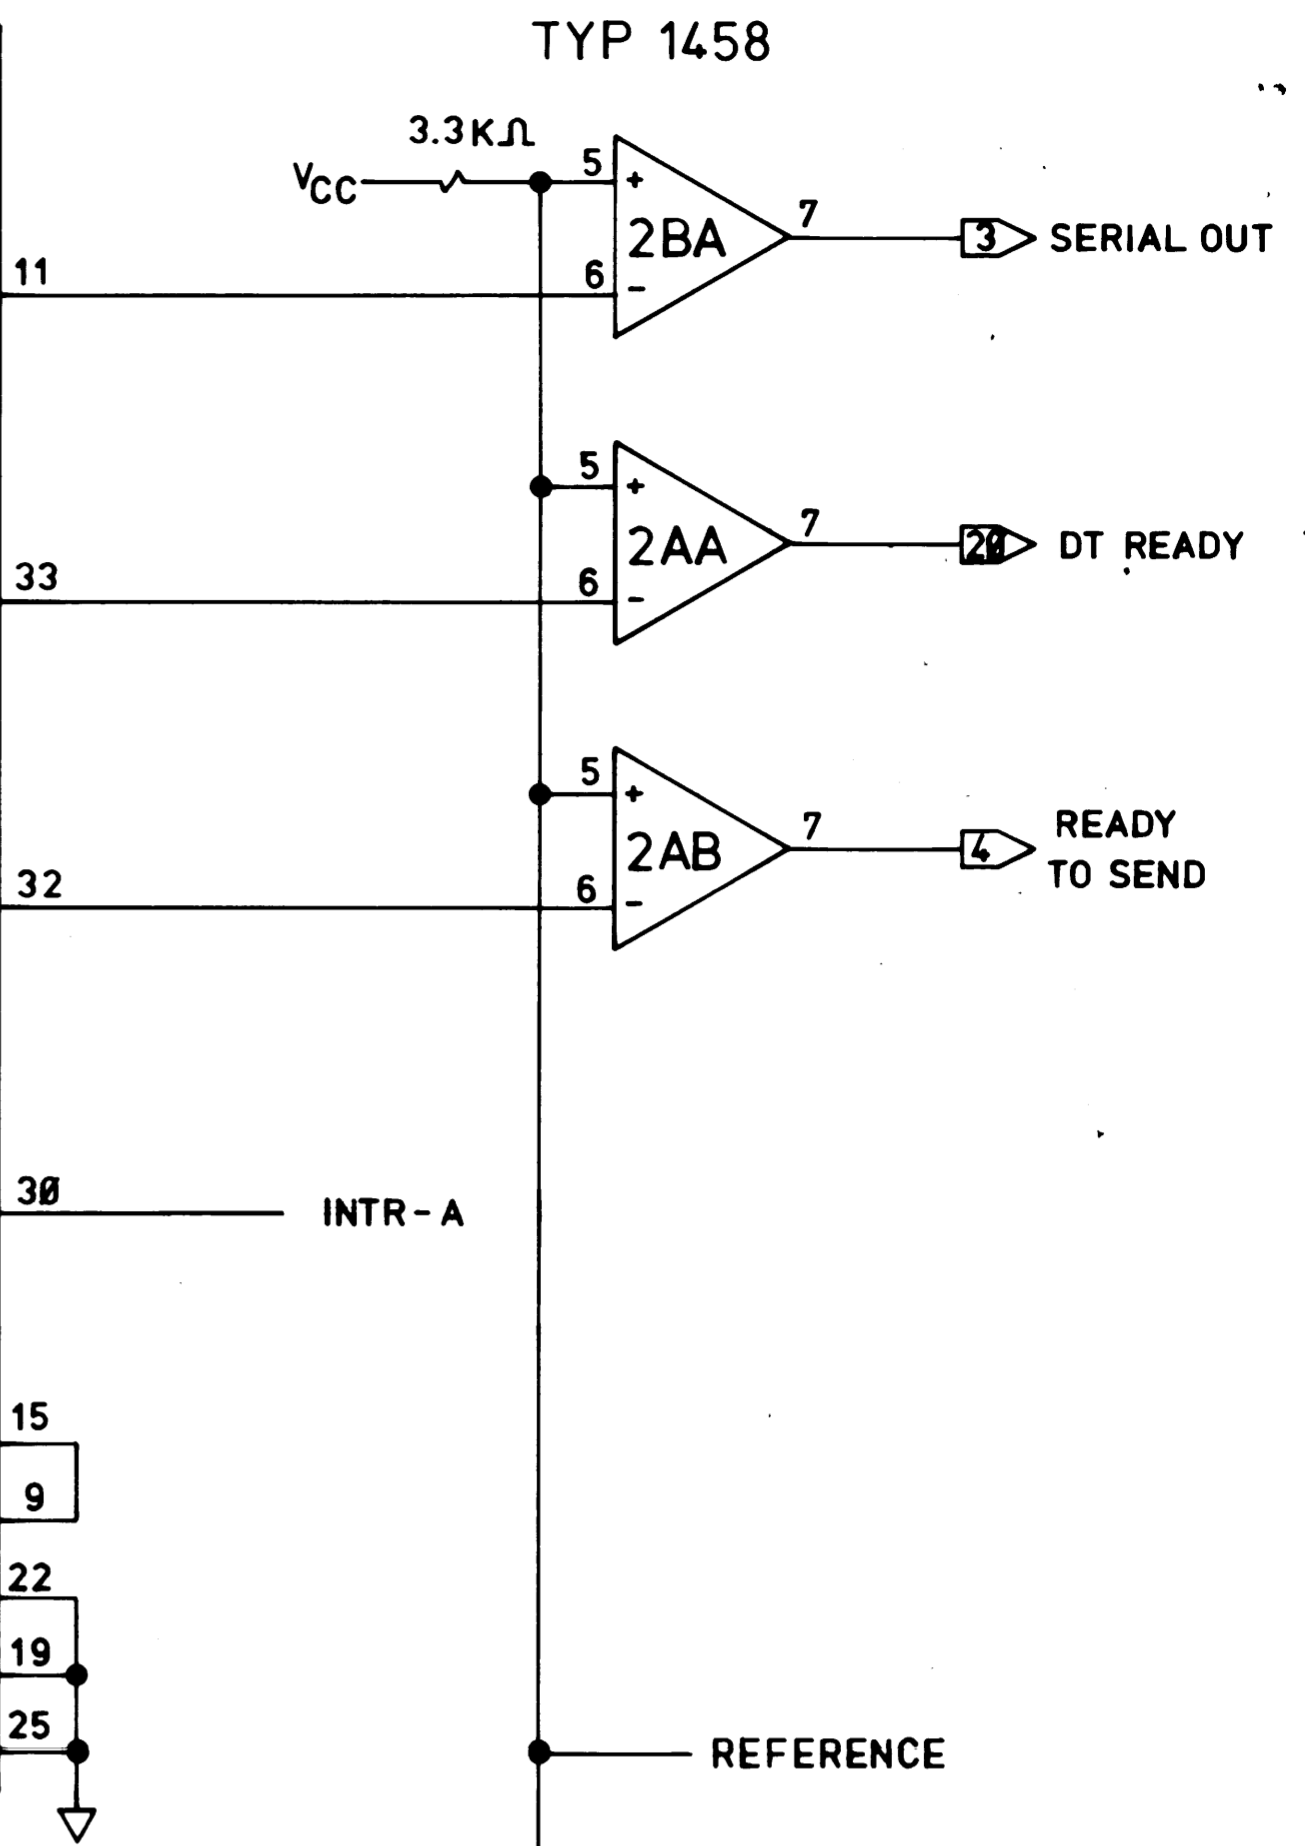 TYP 1458
3.3KΩ
VCC
5
+
2BA
7
3
SERIAL OUT
11
6
-
5
+
2AA
7
20
DT READY
33
6
-
5
+
2AB
7
4
READY
TO SEND
32
6
-
30
INTR-A
15
9
22
19
25
REFERENCE